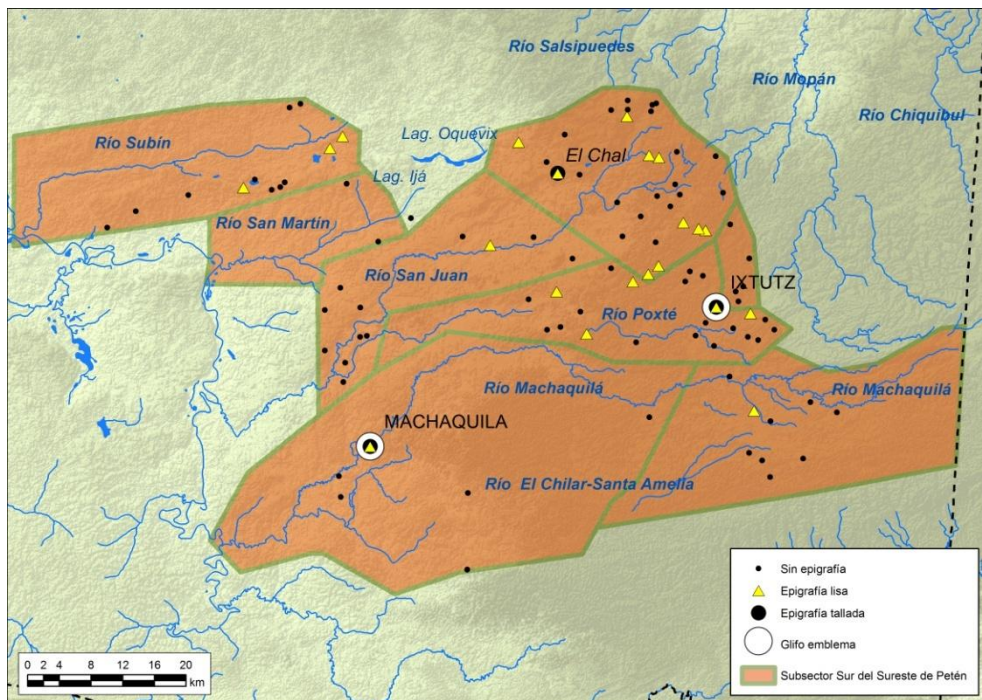 Río Salsipuedes
Río Mopán
Río Chiquibul
Río Subín
Lag. Oquevix
El Chal
Lag. Ijá
Río San Martín
Río San Juan
IXTUTZ
Río Poxté
Río Machaquilá
Río Machaquilá
MACHAQUILA
Río El Chilar-Santa Amelia
Sin epigrafía
Epigrafía lisa
Epigrafía tallada
Glifo emblema
Subsector Sur del Sureste de Petén
0 2 4 8 12 16 20
km